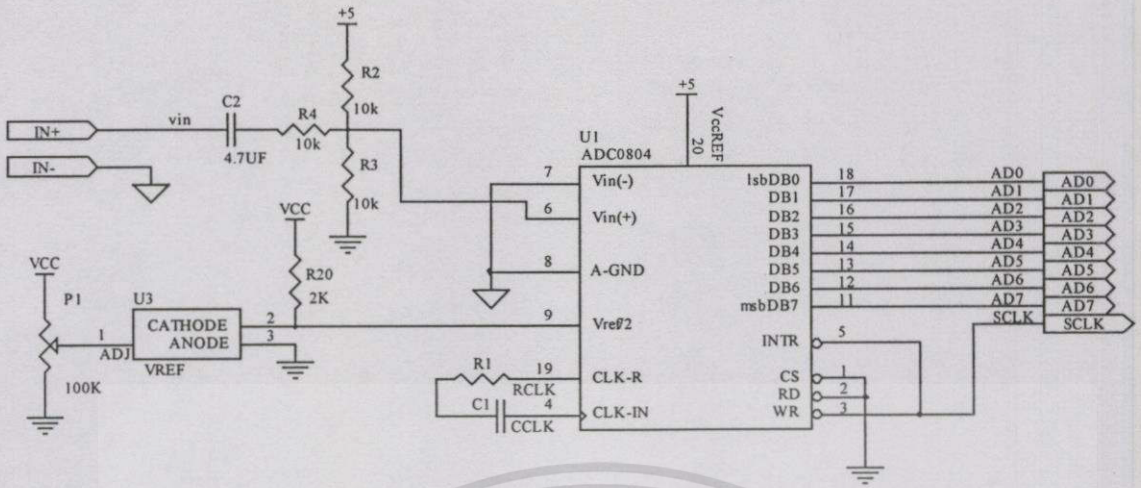 +5
R2
10k
C2
vin
R4
IN+
10k
4.7UF
IN-
R3
10k
+5
VccREF
20
U1
ADC0804
7 Vin(-)
6 Vin(+)
8 A-GND
9 Vref/2
19 CLK-R
4 CLK-IN
lsbDB0 18 AD0 AD0
DB1 17 AD1 AD1
DB2 16 AD2 AD2
DB3 15 AD3 AD3
DB4 14 AD4 AD4
DB5 13 AD5 AD5
DB6 12 AD6 AD6
msbDB7 11 AD7 AD7
SCLK SCLK
INTR 5
CS 1
RD 2
WR 3
VCC
R20
2K
VCC
P1
U3
CATHODE 2
1 ANODE 3
ADJ
VREF
100K
R1
RCLK
C1
CCLK